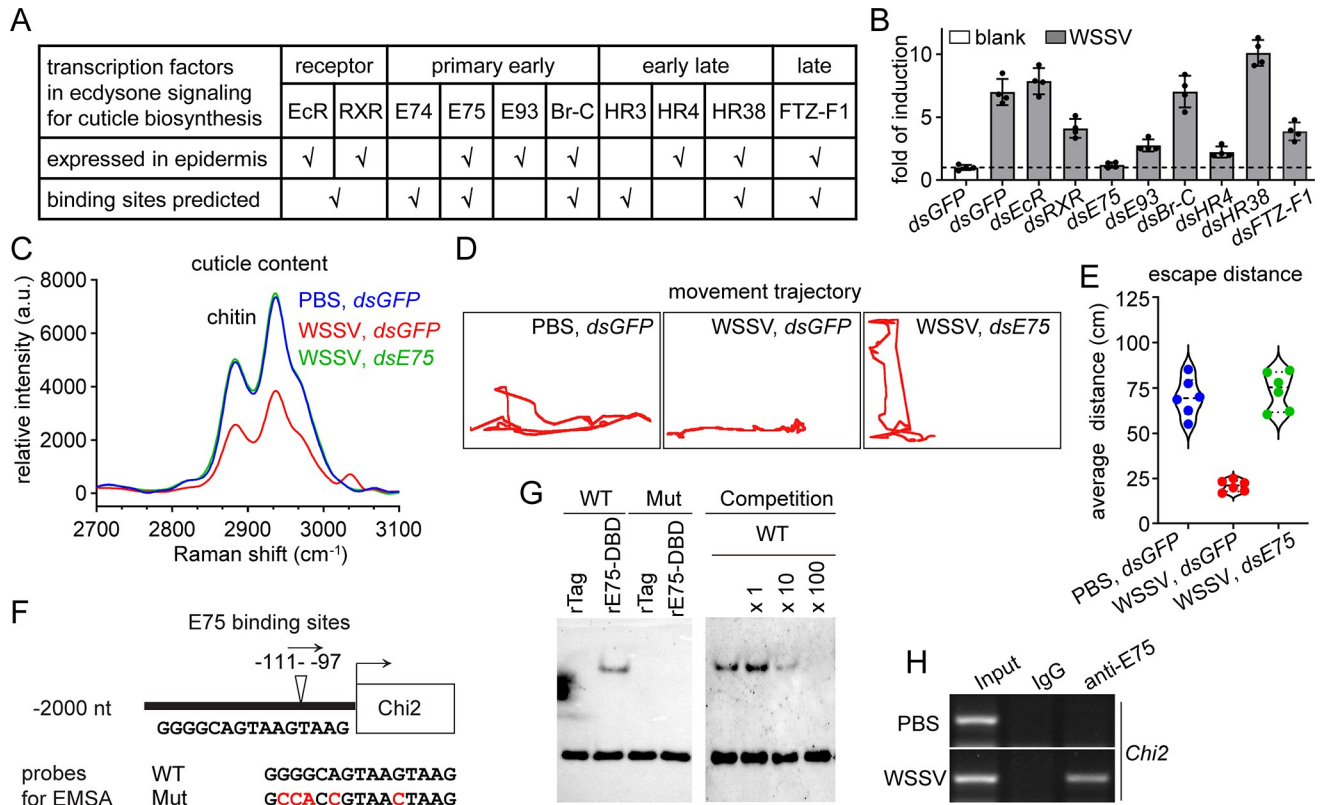 A
transcription factors in ecdysone signaling for cuticle biosynthesis
receptor
primary early
early late
late
EcR RXR E74 E75 E93 Br-C HR3 HR4 HR38 FTZ-F1
expressed in epidermis √ √ √ √ √ √ √ √
binding sites predicted √ √ √ √ √ √ √
B
blank WSSV
fold of induction
10
5
0
dsGFP dsGFP dsEcR dsRXR dsE75 dsE93 dsBr-C dsHR4 dsHR38 dsFTZ-F1
C
cuticle content
relative intensity (a.u.)
8000
6000
4000
2000
0
chitin
PBS, dsGFP
WSSV, dsGFP
WSSV, dsE75
2700 2800 2900 3000 3100
Raman shift (cm-1)
D
movement trajectory
PBS, dsGFP
WSSV, dsGFP
WSSV, dsE75
E
escape distance
average distance (cm)
125
100
75
50
25
0
PBS, dsGFP
WSSV, dsGFP
WSSV, dsE75
F
E75 binding sites
-111- -97
-2000 nt
Chi2
GGGGCAGTAAGTAAG
probes WT GGGGCAGTAAGTAAG
for EMSA Mut GCCACCGTAACTAAG
G
WT Mut Competition
WT
rTag
rE75-DBD
rTag
rE75-DBD
x 1
x 10
x 100
H
Input IgG anti-E75
PBS
WSSV
Chi2